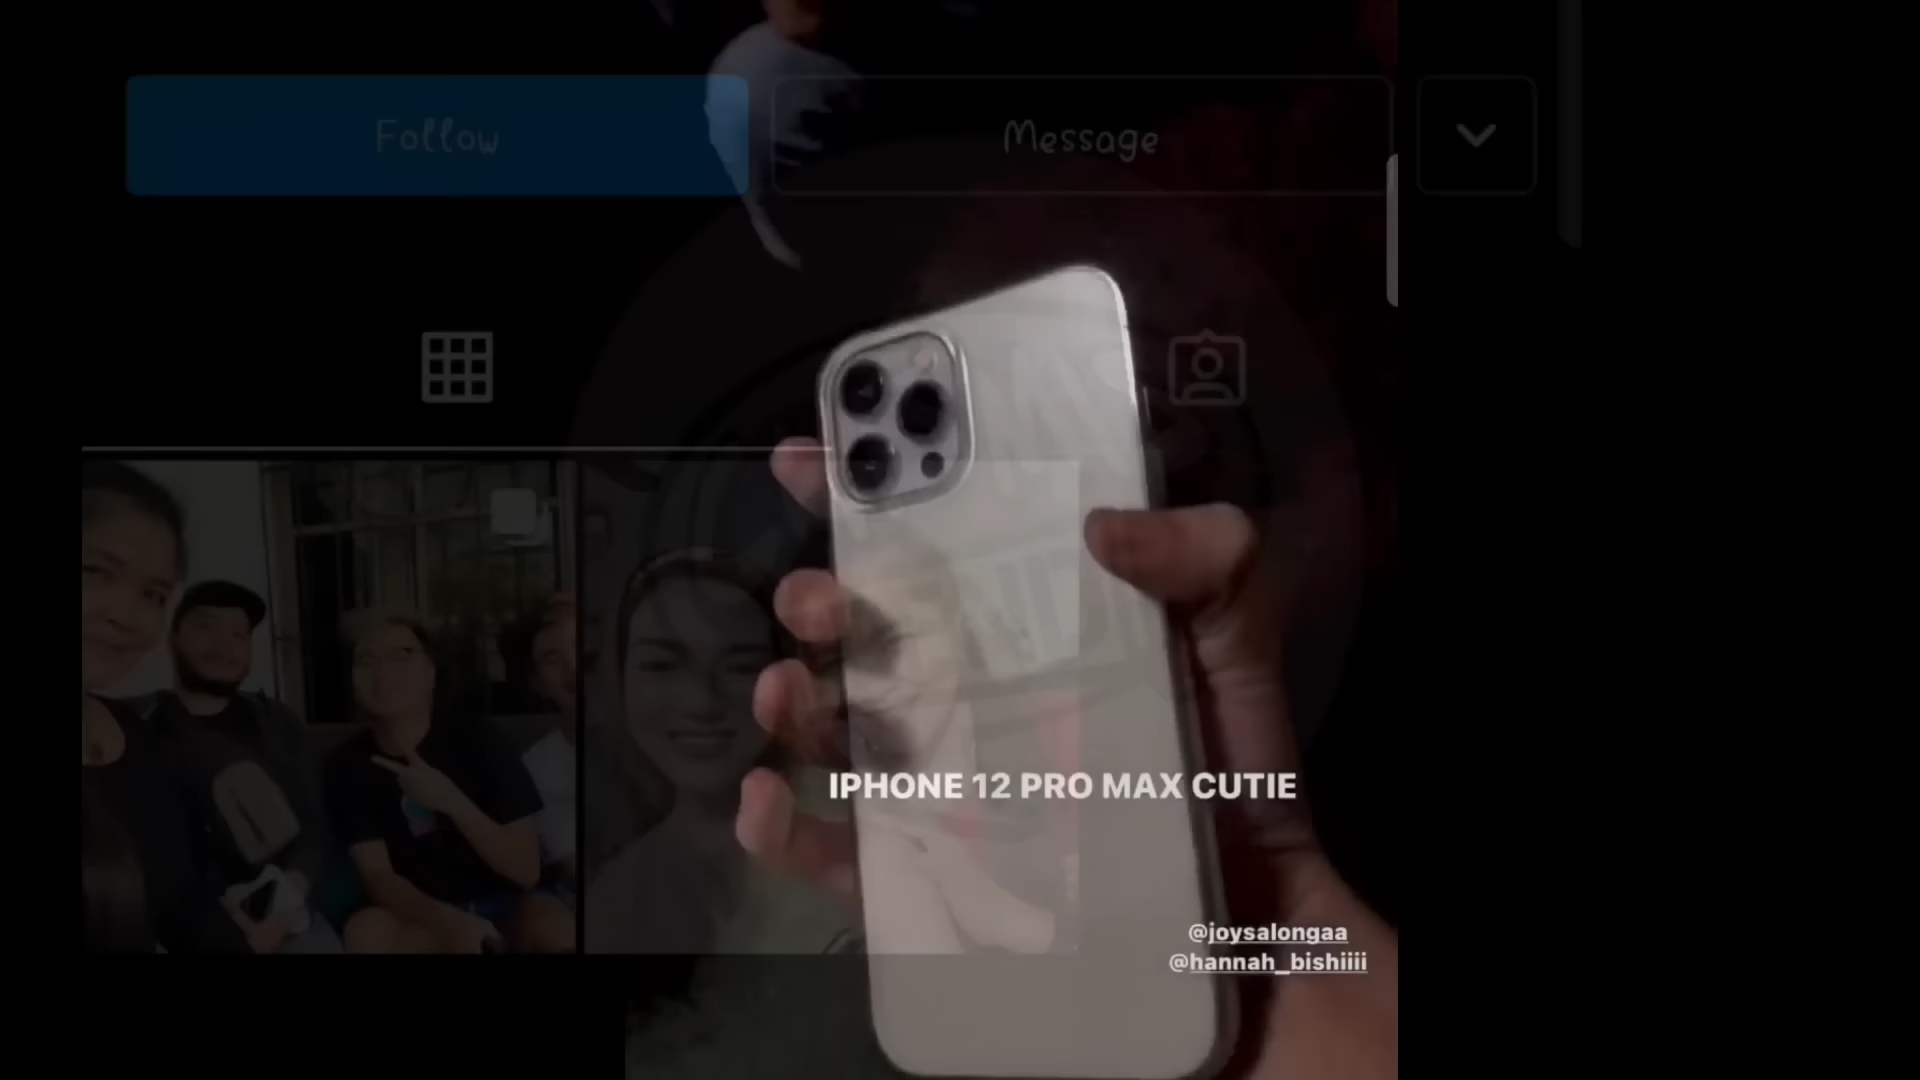 Follow
Message
IPHONE 12 PRO MAX CUTIE
@joysalongaa
@hannah_bishiiii